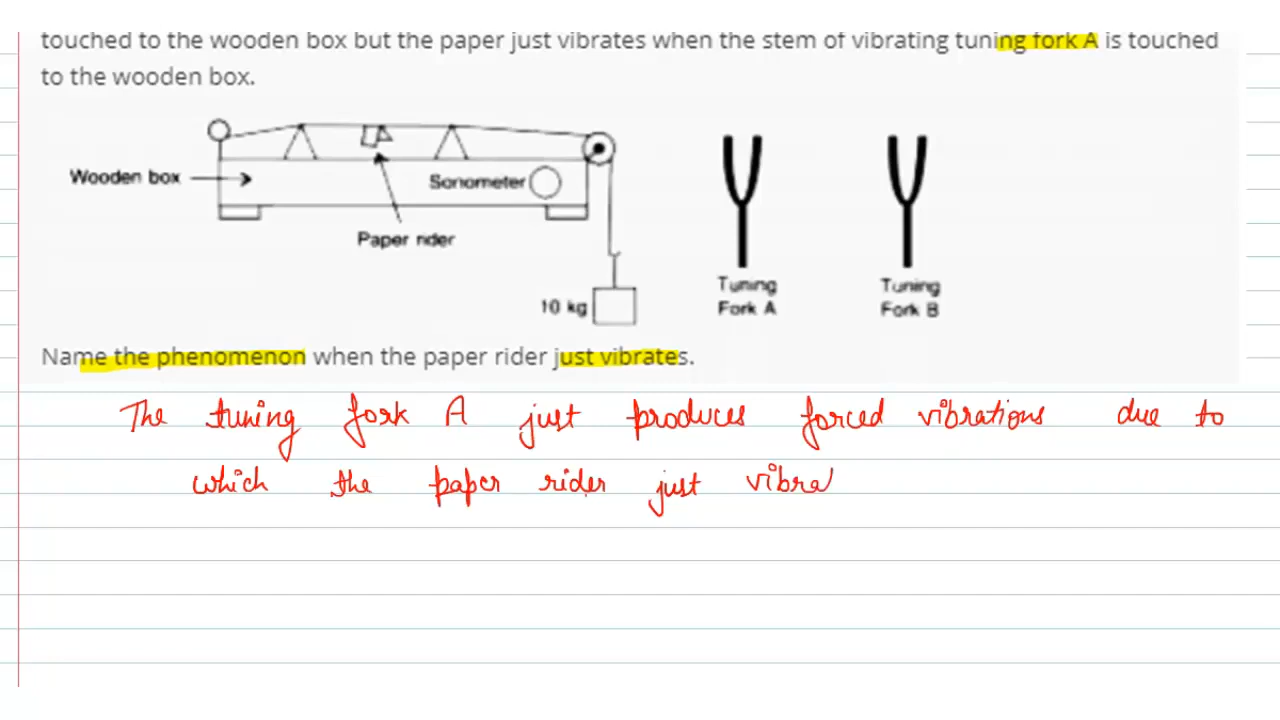 touched to the wooden box but the paper just vibrates when the stem of vibrating tuning fork A is touched
to the wooden box.
Wooden box
Sonometer
Paper rider
10 kg
Tuning
Fork A
Tuning
Fork B
Name the phenomenon when the paper rider just vibrates.
The tuning fork A just produces forced vibrations due to
which the paper rider just vibra